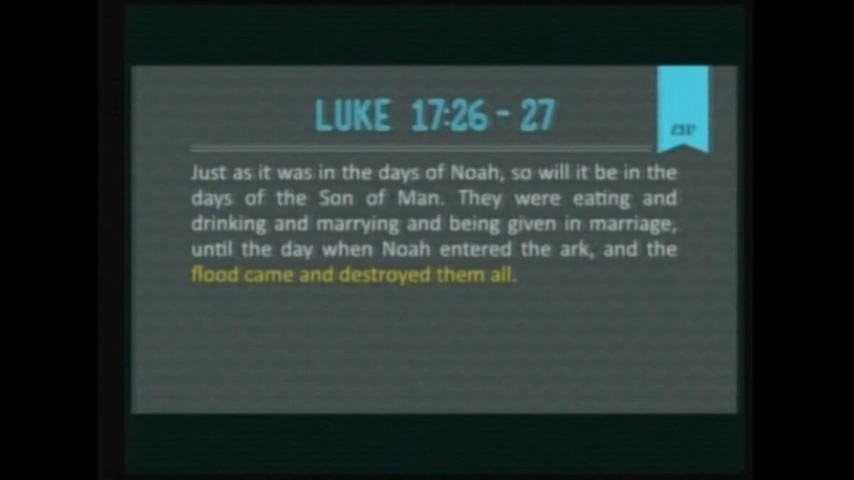 LUKE 17:26 - 27
ESV
Just as it was in the days of Noah, so will it be in the
days of the Son of Man. They were eating and
drinking and marrying and being given in marriage,
until the day when Noah entered the ark, and the
flood came and destroyed them all.